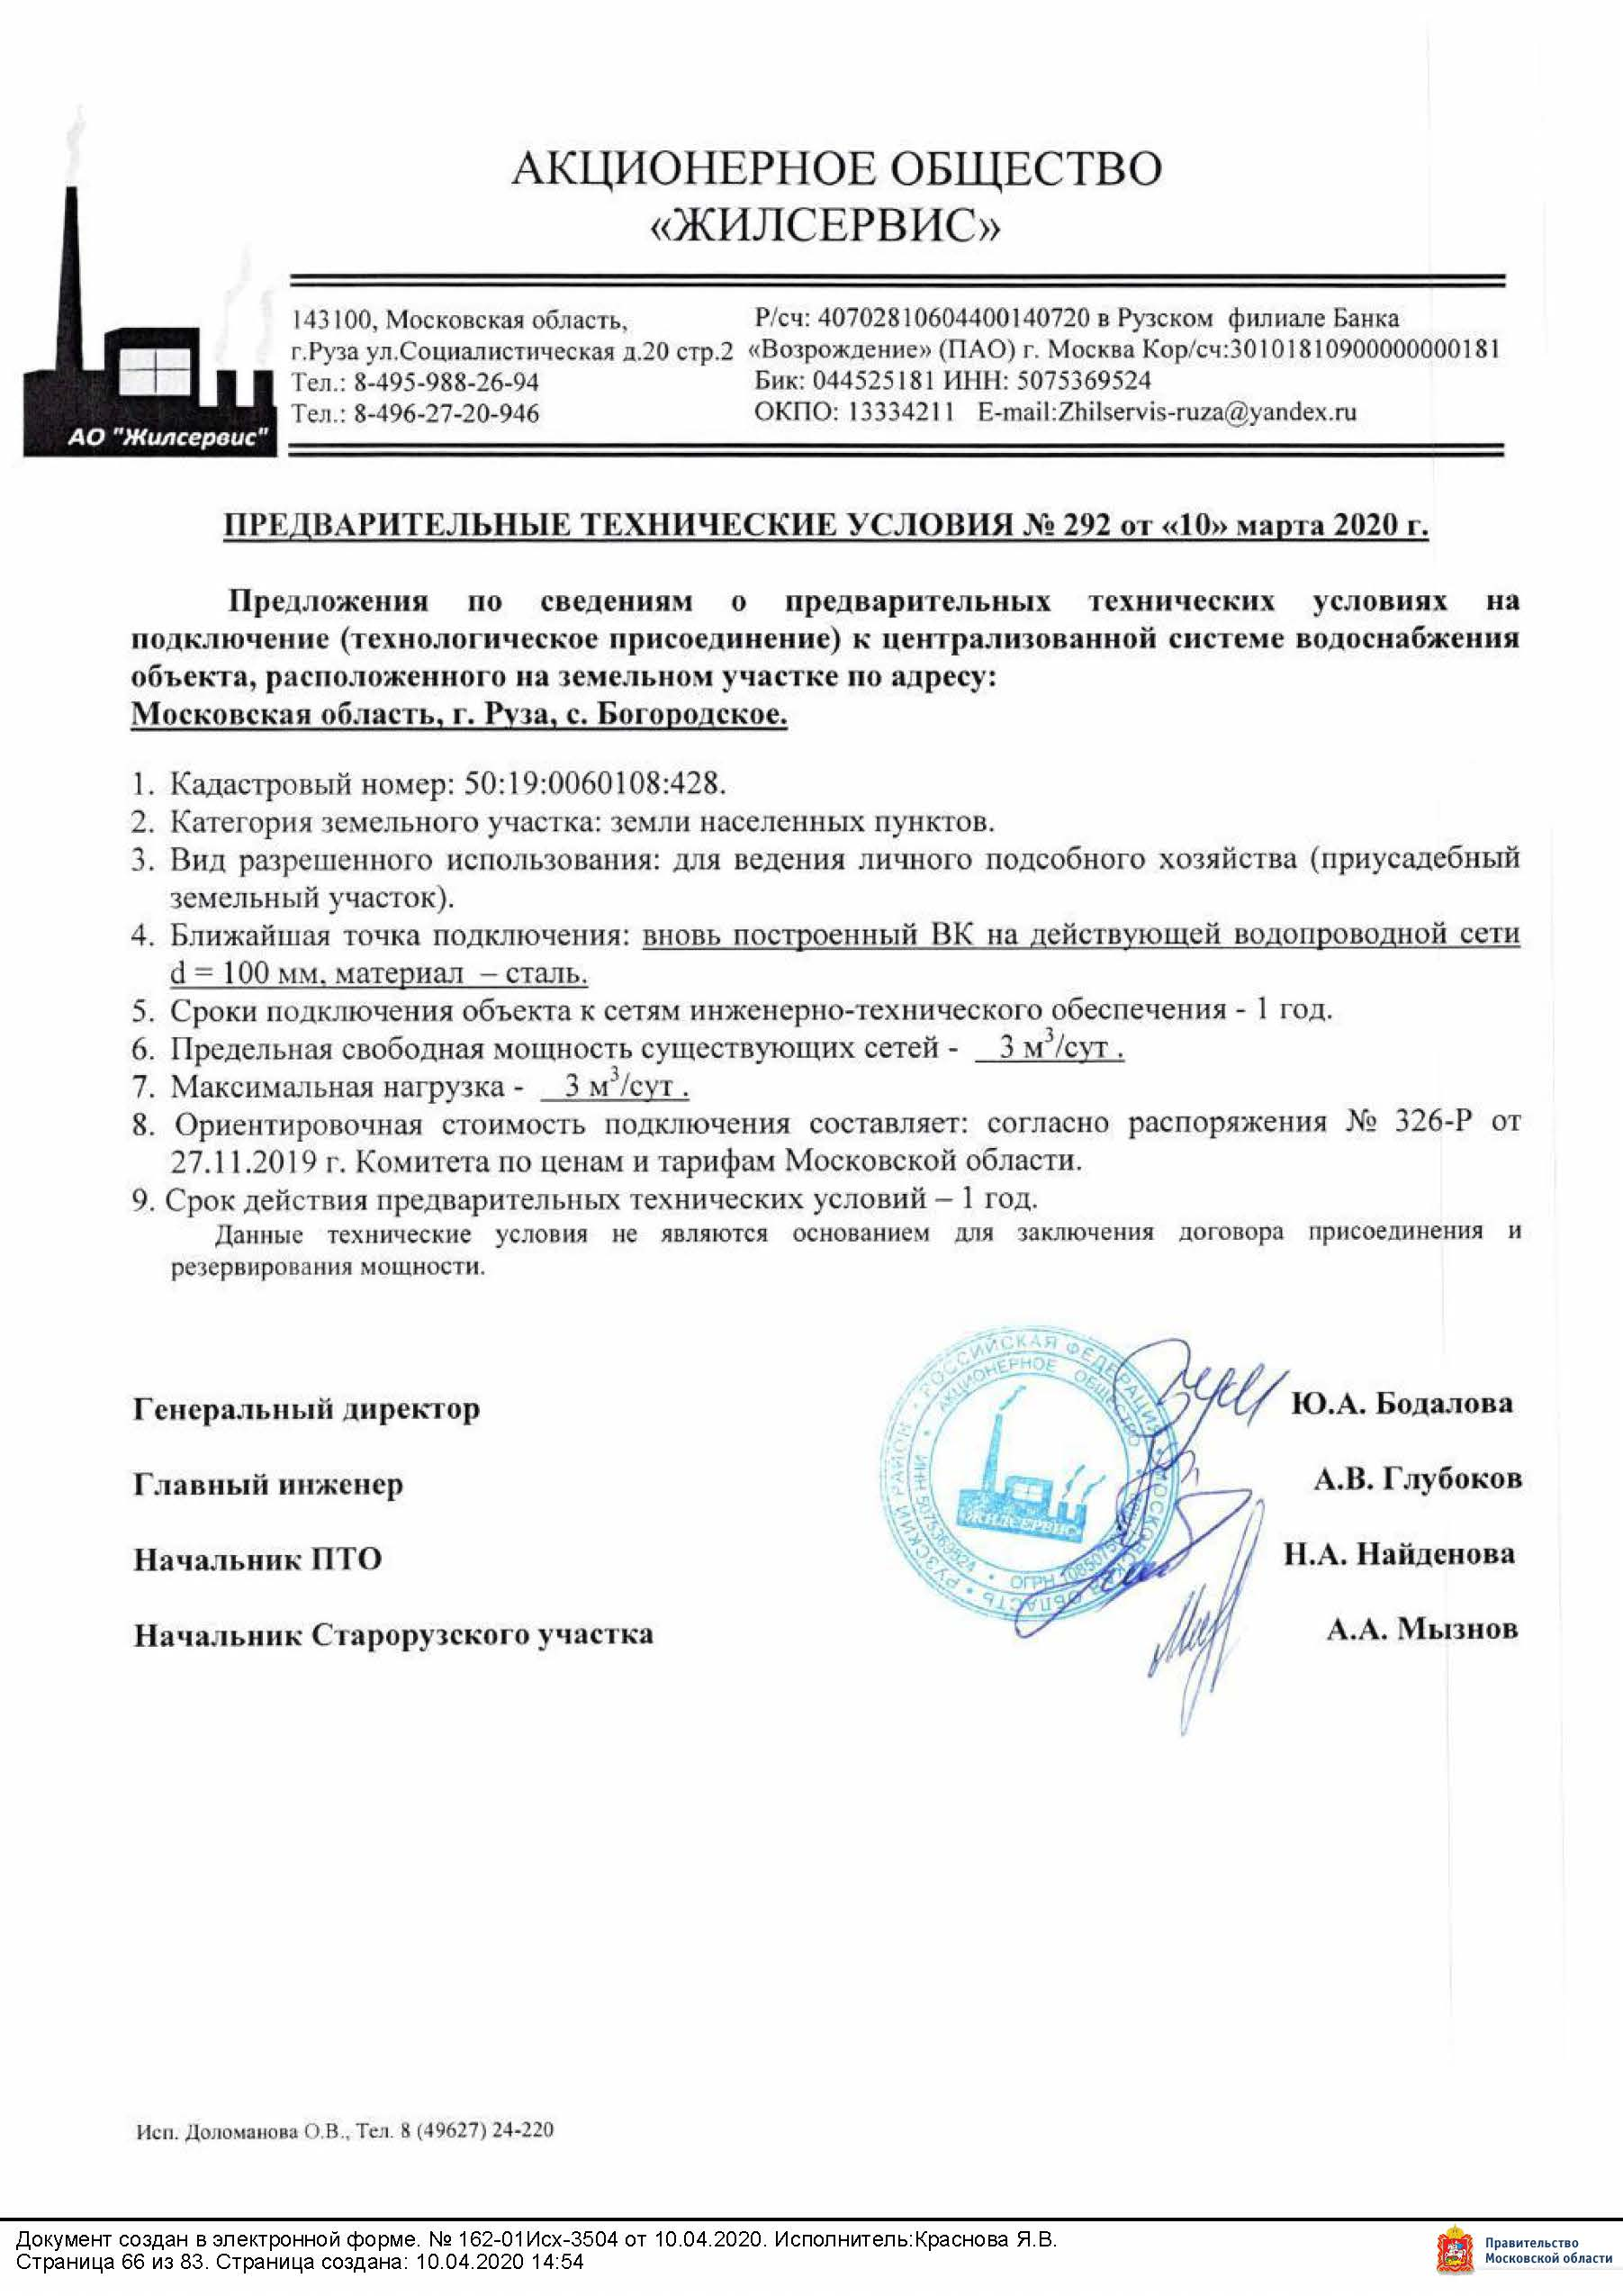 АКЦИОНЕРНОЕ ОБЩЕСТВО
«ЖИЛСЕРВИС»
АО "Жилсервис"
143100, Московская область,
г.Руза ул.Социалистическая д.20 стр.2
Тел.: 8-495-988-26-94
Тел.: 8-496-27-20-946
Р/сч: 40702810604400140720 в Рузском филиале Банка
«Возрождение» (ПАО) г. Москва Кор/сч:30101810900000000181
Бик: 044525181 ИНН: 5075369524
ОКПО: 13334211 E-mail:Zhilservis-ruza@yandex.ru
ПРЕДВАРИТЕЛЬНЫЕ ТЕХНИЧЕСКИЕ УСЛОВИЯ № 292 от «10» марта 2020 г.
Предложения по сведениям о предварительных технических условиях на
подключение (технологическое присоединение) к централизованной системе водоснабжения
объекта, расположенного на земельном участке по адресу:
Московская область, г. Руза, с. Богородское.
1. Кадастровый номер: 50:19:0060108:428.
2. Категория земельного участка: земли населенных пунктов.
3. Вид разрешенного использования: для ведения личного подсобного хозяйства (приусадебный
земельный участок).
4. Ближайшая точка подключения: вновь построенный ВК на действующей водопроводной сети
d = 100 мм, материал – сталь.
5. Сроки подключения объекта к сетям инженерно-технического обеспечения - 1 год.
6. Предельная свободная мощность существующих сетей - 3 м³/сут .
7. Максимальная нагрузка - 3 м³/сут .
8. Ориентировочная стоимость подключения составляет: согласно распоряжения № 326-Р от
27.11.2019 г. Комитета по ценам и тарифам Московской области.
9. Срок действия предварительных технических условий – 1 год.
Данные технические условия не являются основанием для заключения договора присоединения и
резервирования мощности.
РОССИЙСКАЯ ФЕДЕРАЦИЯ • МОСКОВСКАЯ ОБЛАСТЬ • РУЗСКИЙ РАЙОН
АКЦИОНЕРНОЕ ОБЩЕСТВО
ИНН 5075369524
ОГРН
ЖИЛСЕРВИС
Генеральный директор Ю.А. Бодалова
Главный инженер А.В. Глубоков
Начальник ПТО Н.А. Найденова
Начальник Старорузского участка А.А. Мызнов
Исп. Доломанова О.В., Тел. 8 (49627) 24-220
Документ создан в электронной форме. № 162-01Исх-3504 от 10.04.2020. Исполнитель:Краснова Я.В.
Страница 66 из 83. Страница создана: 10.04.2020 14:54
Правительство
Московской области